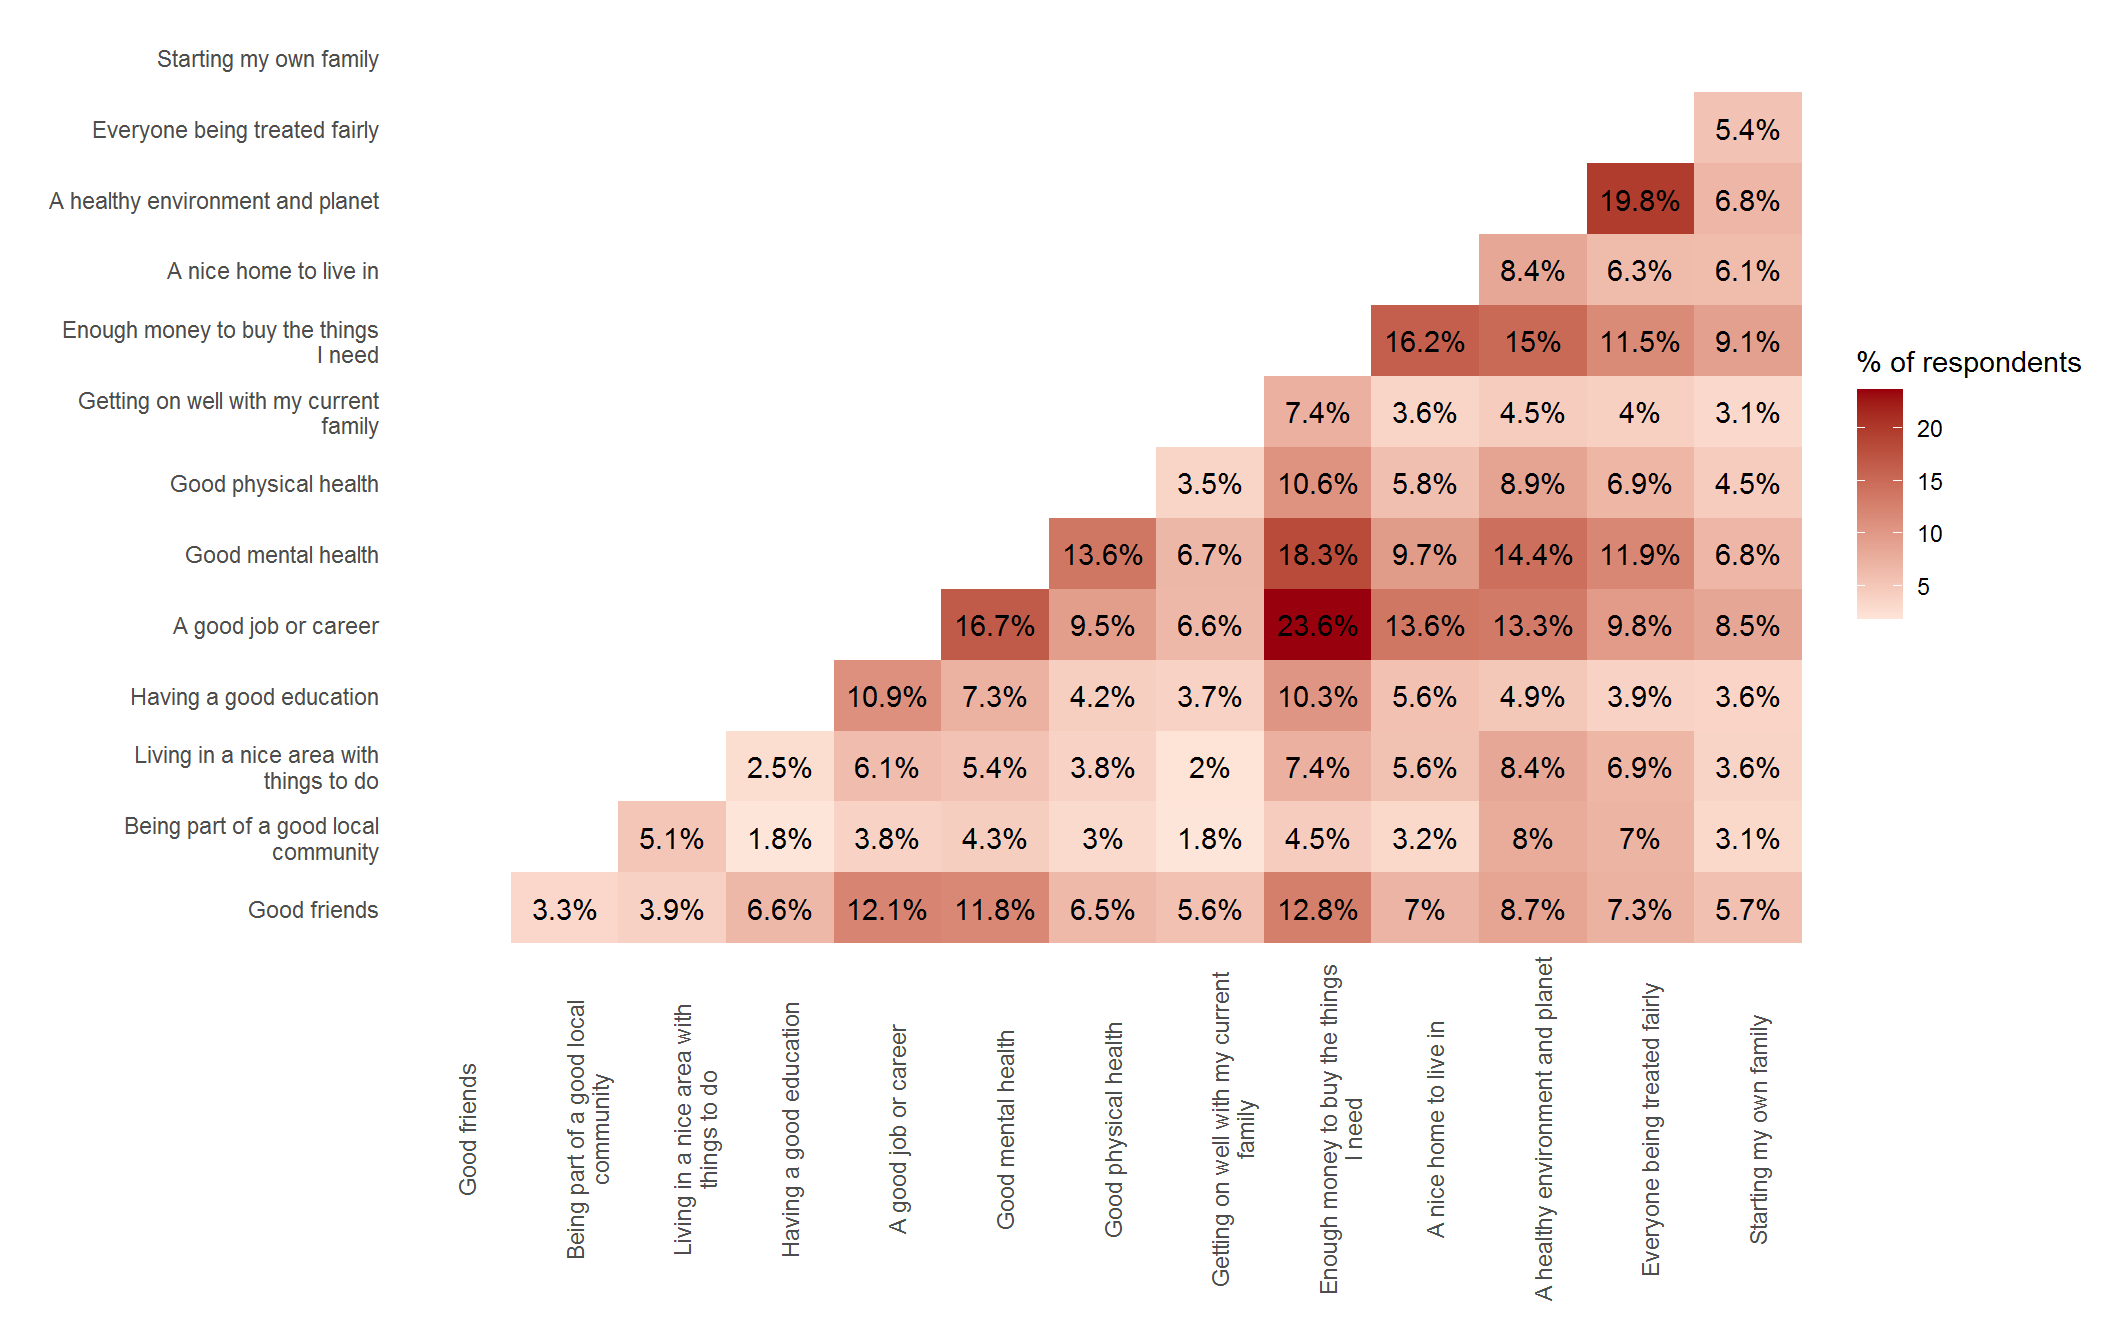 Starting my own family
Everyone being treated fairly
5.4%
A healthy environment and planet
19.8% 6.8%
A nice home to live in
8.4% 6.3% 6.1%
Enough money to buy the things
I need
16.2% 15% 11.5% 9.1%
Getting on well with my current
family
7.4% 3.6% 4.5% 4% 3.1%
Good physical health
3.5% 10.6% 5.8% 8.9% 6.9% 4.5%
Good mental health
13.6% 6.7% 18.3% 9.7% 14.4% 11.9% 6.8%
A good job or career
16.7% 9.5% 6.6% 23.6% 13.6% 13.3% 9.8% 8.5%
Having a good education
10.9% 7.3% 4.2% 3.7% 10.3% 5.6% 4.9% 3.9% 3.6%
Living in a nice area with
things to do
2.5% 6.1% 5.4% 3.8% 2% 7.4% 5.6% 8.4% 6.9% 3.6%
Being part of a good local
community
5.1% 1.8% 3.8% 4.3% 3% 1.8% 4.5% 3.2% 8% 7% 3.1%
Good friends
3.3% 3.9% 6.6% 12.1% 11.8% 6.5% 5.6% 12.8% 7% 8.7% 7.3% 5.7%
Good friends
Being part of a good local
community
Living in a nice area with
things to do
Having a good education
A good job or career
Good mental health
Good physical health
Getting on well with my current
family
Enough money to buy the things
I need
A nice home to live in
A healthy environment and planet
Everyone being treated fairly
Starting my own family
% of respondents
20
15
10
5